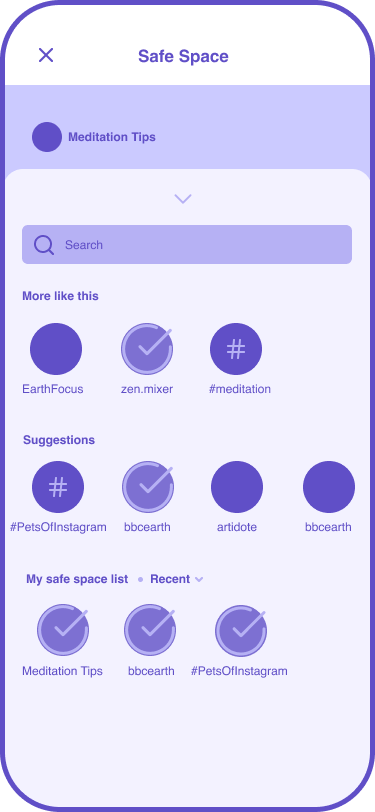 Safe Space
Meditation Tips
Search
More like this
EarthFocus zen.mixer #meditation
Suggestions
#PetsOfInstagram bbcearth artidote bbcearth
My safe space list • Recent
Meditation Tips bbcearth #PetsOfInstagram